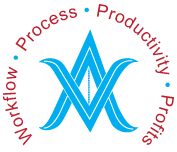 Workflow • Process • Productivity • Profits